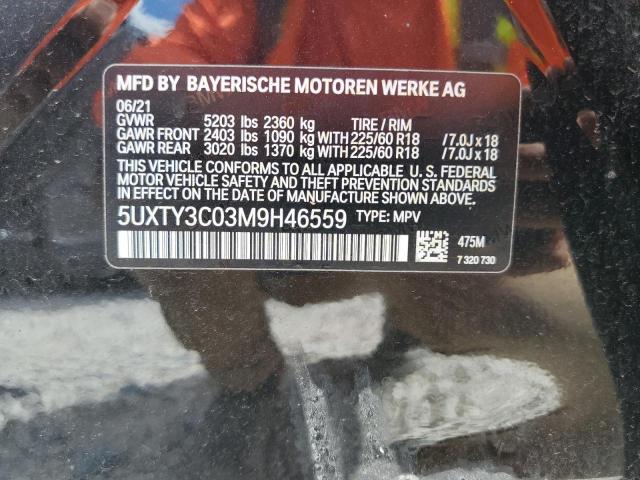 MFD BY BAYERISCHE MOTOREN WERKE AG
06/21
GVWR 5203 lbs 2360 kg TIRE / RIM
GAWR FRONT 2403 lbs 1090 kg WITH 225/60 R18 / 7.0J x 18
GAWR REAR 3020 lbs 1370 kg WITH 225/60 R18 / 7.0J x 18
THIS VEHICLE CONFORMS TO ALL APPLICABLE U. S. FEDERAL
MOTOR VEHICLE SAFETY AND THEFT PREVENTION STANDARDS
IN EFFECT ON THE DATE OF MANUFACTURE SHOWN ABOVE.
5UXTY3C03M9H46559 TYPE: MPV
475M
7 320 730